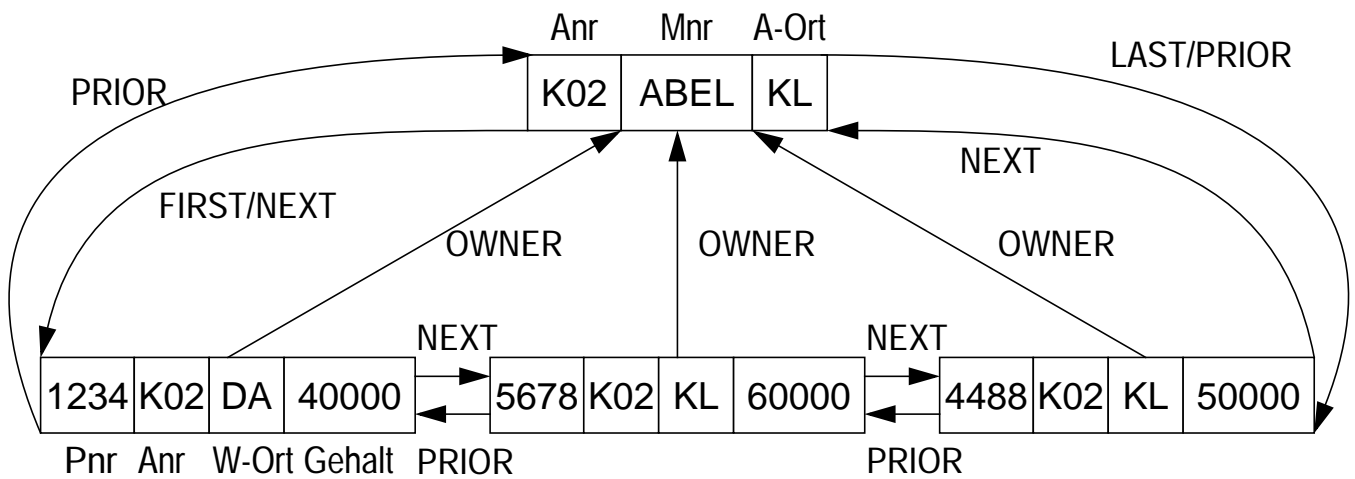 Anr Mnr A-Ort
LAST/PRIOR
PRIOR
K02 ABEL KL
NEXT
FIRST/NEXT
OWNER OWNER OWNER
NEXT NEXT
1234 K02 DA 40000 5678 K02 KL 60000 4488 K02 KL 50000
Pnr Anr W-Ort Gehalt PRIOR PRIOR